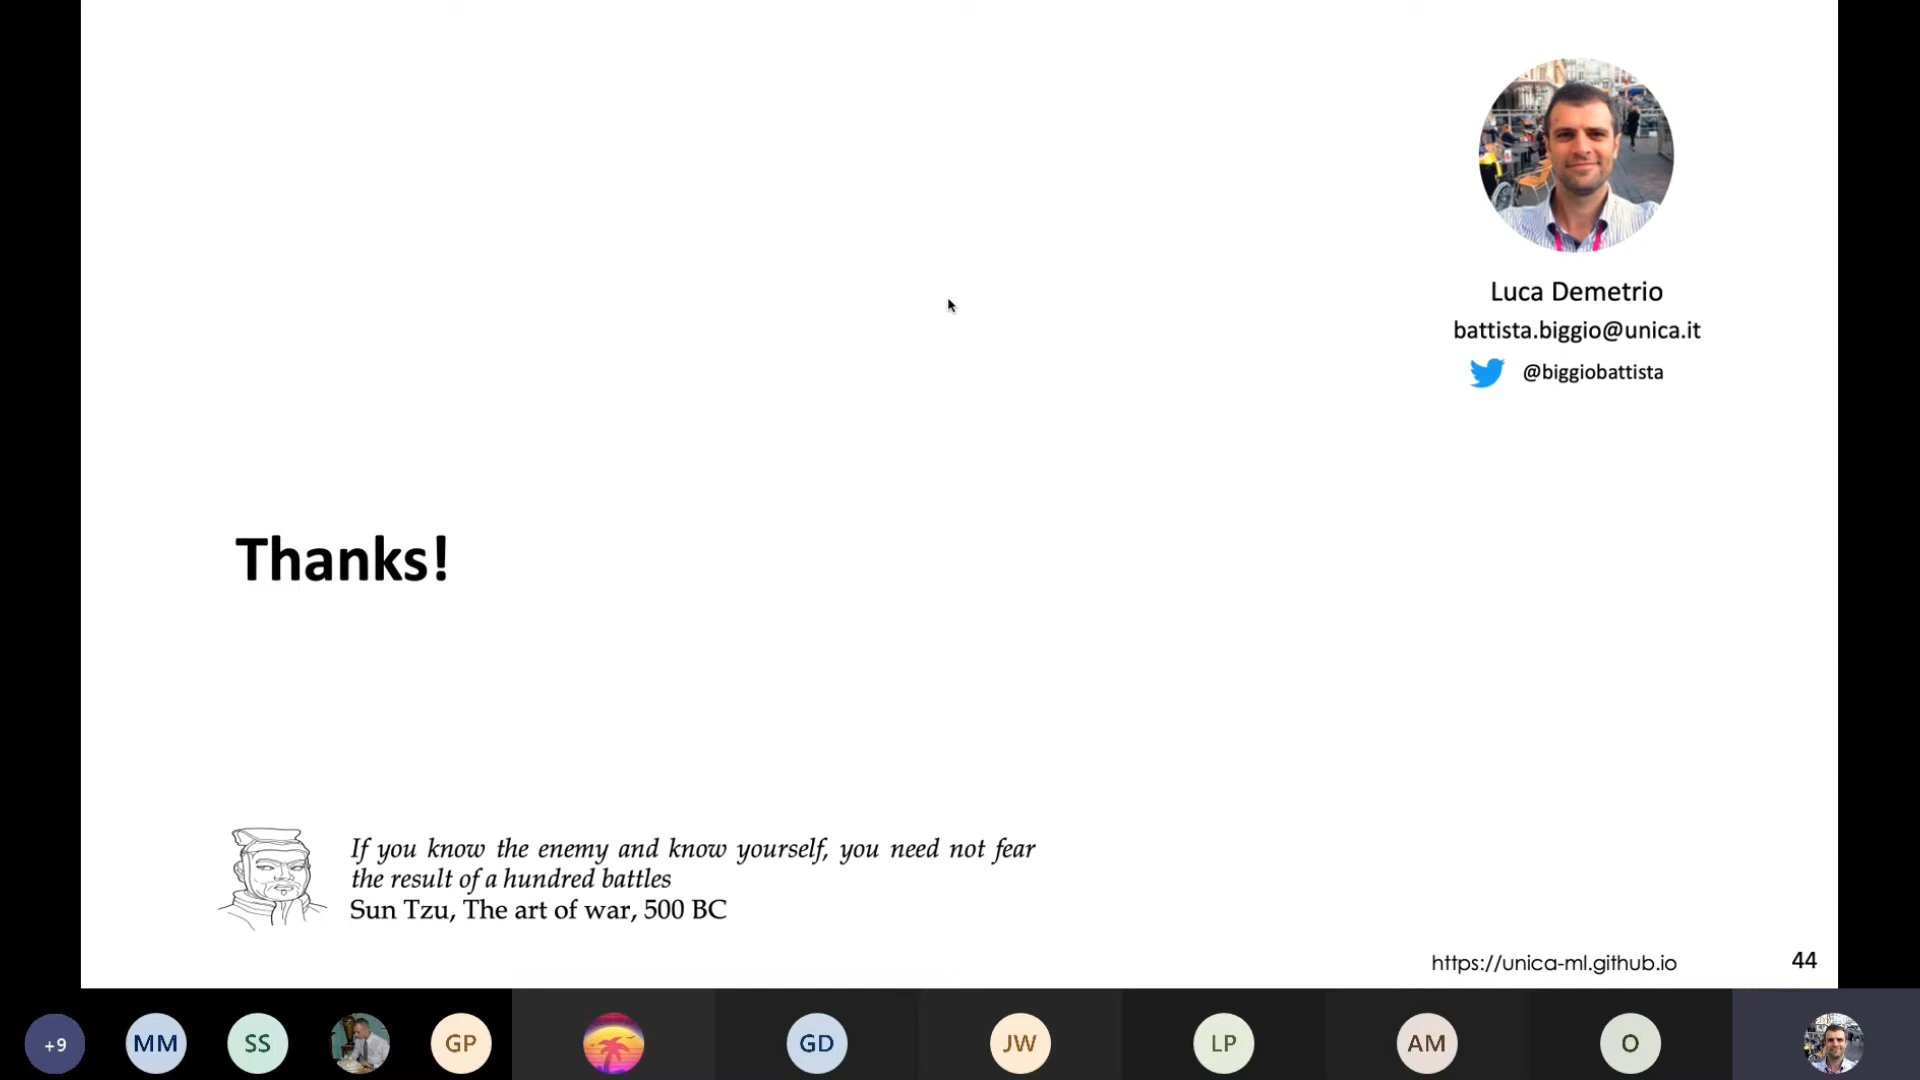 Luca Demetrio
battista.biggio@unica.it
@biggiobattista
Thanks!
If you know the enemy and know yourself, you need not fear
the result of a hundred battles
Sun Tzu, The art of war, 500 BC
https://unica-ml.github.io
44
+9
MM
SS
GP
GD
JW
LP
AM
O